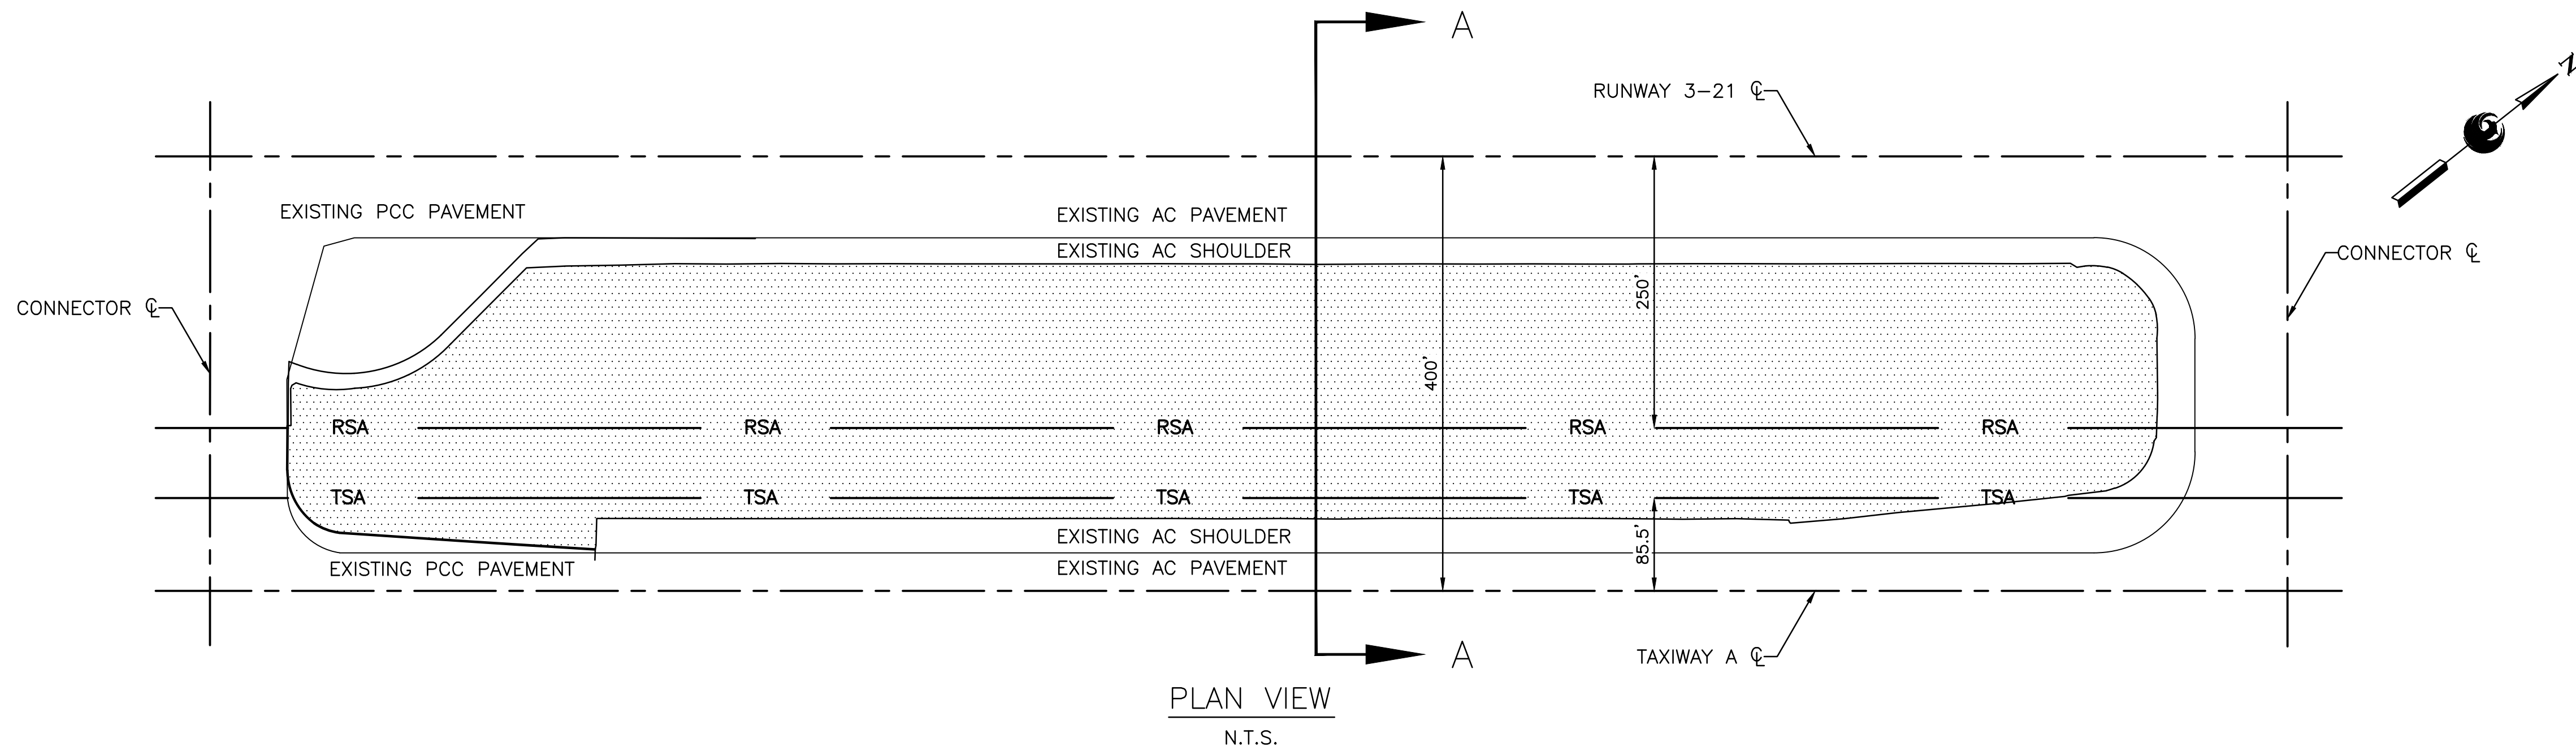 A
RUNWAY 3-21 ℄
N
EXISTING PCC PAVEMENT
EXISTING AC PAVEMENT
EXISTING AC SHOULDER
CONNECTOR ℄
CONNECTOR ℄
250'
400'
RSA RSA RSA RSA RSA
TSA TSA TSA TSA TSA
85.5'
EXISTING AC SHOULDER
EXISTING PCC PAVEMENT
EXISTING AC PAVEMENT
TAXIWAY A ℄
A
PLAN VIEW
N.T.S.